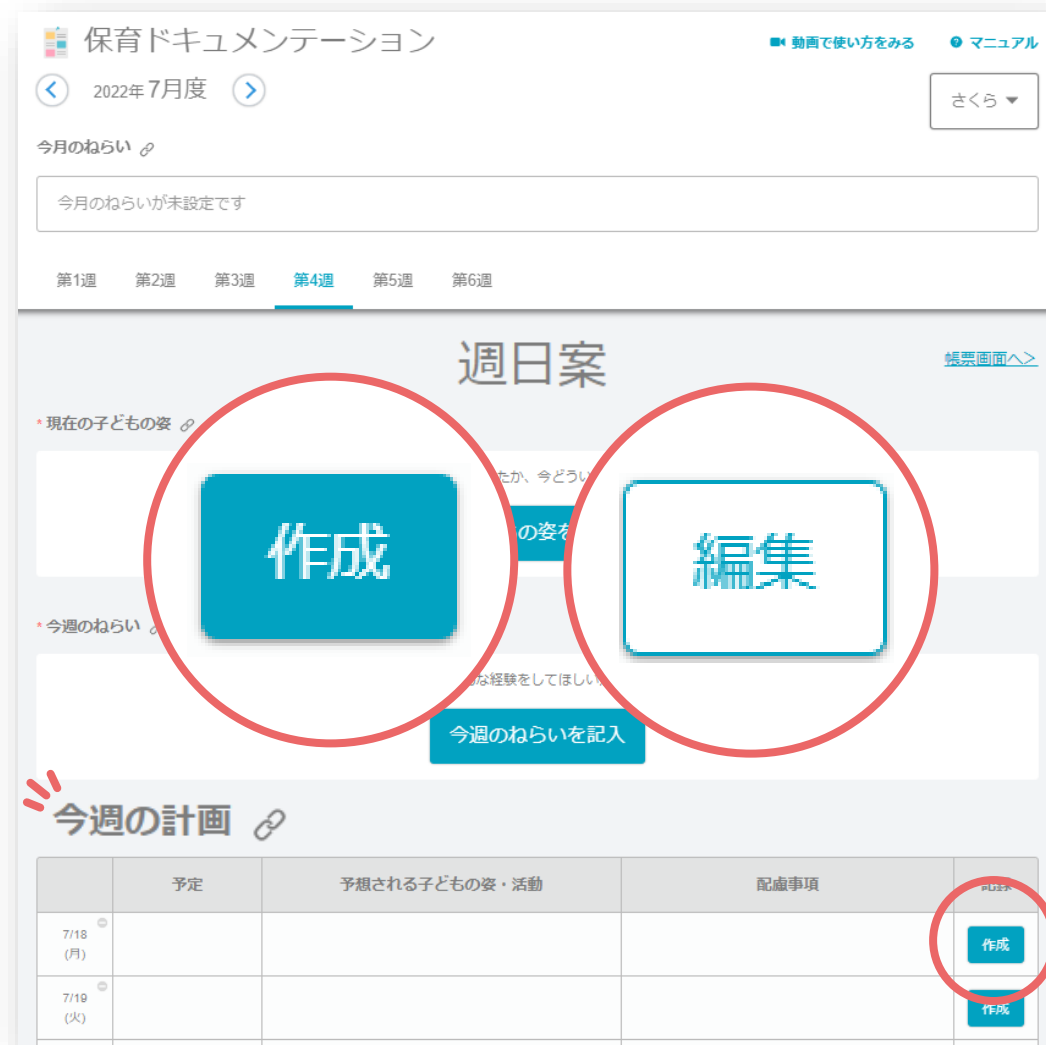 保育ドキュメンテーション
動画で使い方をみる
マニュアル
2022年 7月度
さくら
今月のねらい
今月のねらいが未設定です
第1週 第2週 第3週 第4週 第5週 第6週
週日案
帳票画面へ>
*現在の子どもの姿
たか、今どうい
の姿を
作成
編集
*今週のねらい
な経験をしてほしい
今週のねらいを記入
今週の計画
予定 予想される子どもの姿・活動 配慮事項 記録
7/18
(月)
作成
7/19
(火)
作成